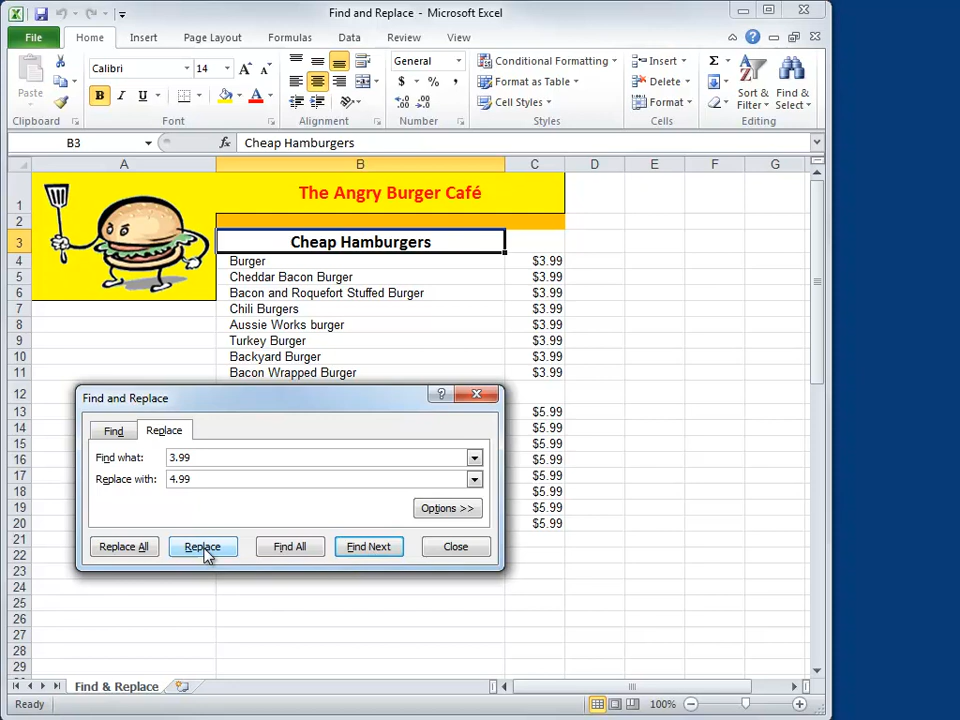 Find and Replace - Microsoft Excel
File Home Insert Page Layout Formulas Data Review View
Paste
Calibri 14
B I U A
General
$ % ,
Conditional Formatting
Format as Table
Cell Styles
Insert
Delete
Format
Σ
Sort & Filter
Find & Select
Clipboard Font Alignment Number Styles Cells Editing
B3 fx Cheap Hamburgers
A B C D E F G
1 The Angry Burger Café
2
3 Cheap Hamburgers
4 Burger $3.99
5 Cheddar Bacon Burger $3.99
6 Bacon and Roquefort Stuffed Burger $3.99
7 Chili Burgers $3.99
8 Aussie Works burger $3.99
9 Turkey Burger $3.99
10 Backyard Burger $3.99
11 Bacon Wrapped Burger $3.99
12
13 $5.99
14 $5.99
15 $5.99
16 $5.99
17 $5.99
18 $5.99
19 $5.99
20 $5.99
21
22
23
24
25
26
27
28
29
Find and Replace
Find Replace
Find what: 3.99
Replace with: 4.99
Options >>
Replace All Replace Find All Find Next Close
Find & Replace
Ready 100%